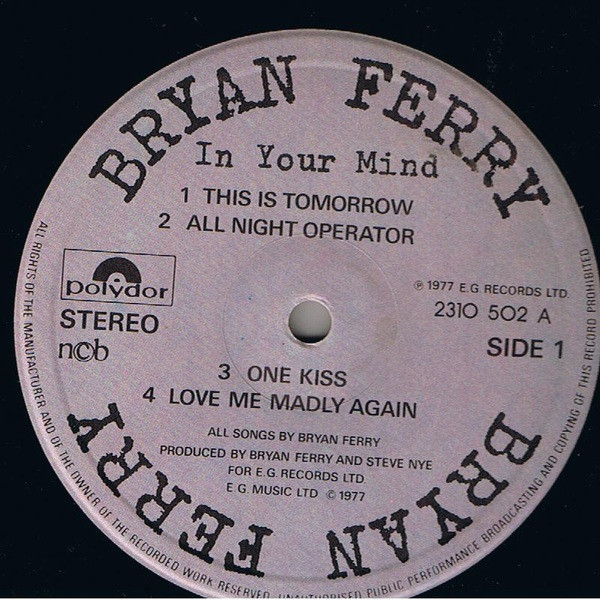 BRYAN FERRY
In Your Mind
1 THIS IS TOMORROW
2 ALL NIGHT OPERATOR
polydor
STEREO
ncb
℗ 1977 E.G. RECORDS LTD.
2310 502 A
SIDE 1
3 ONE KISS
4 LOVE ME MADLY AGAIN
ALL SONGS BY BRYAN FERRY
PRODUCED BY BRYAN FERRY AND STEVE NYE
FOR E.G. RECORDS LTD.
E.G. MUSIC LTD © 1977
BRYAN FERRY
ALL RIGHTS OF THE MANUFACTURER AND OF THE OWNER OF THE RECORDED WORK RESERVED. UNAUTHORISED PUBLIC PERFORMANCE BROADCASTING AND COPYING OF THIS RECORD PROHIBITED